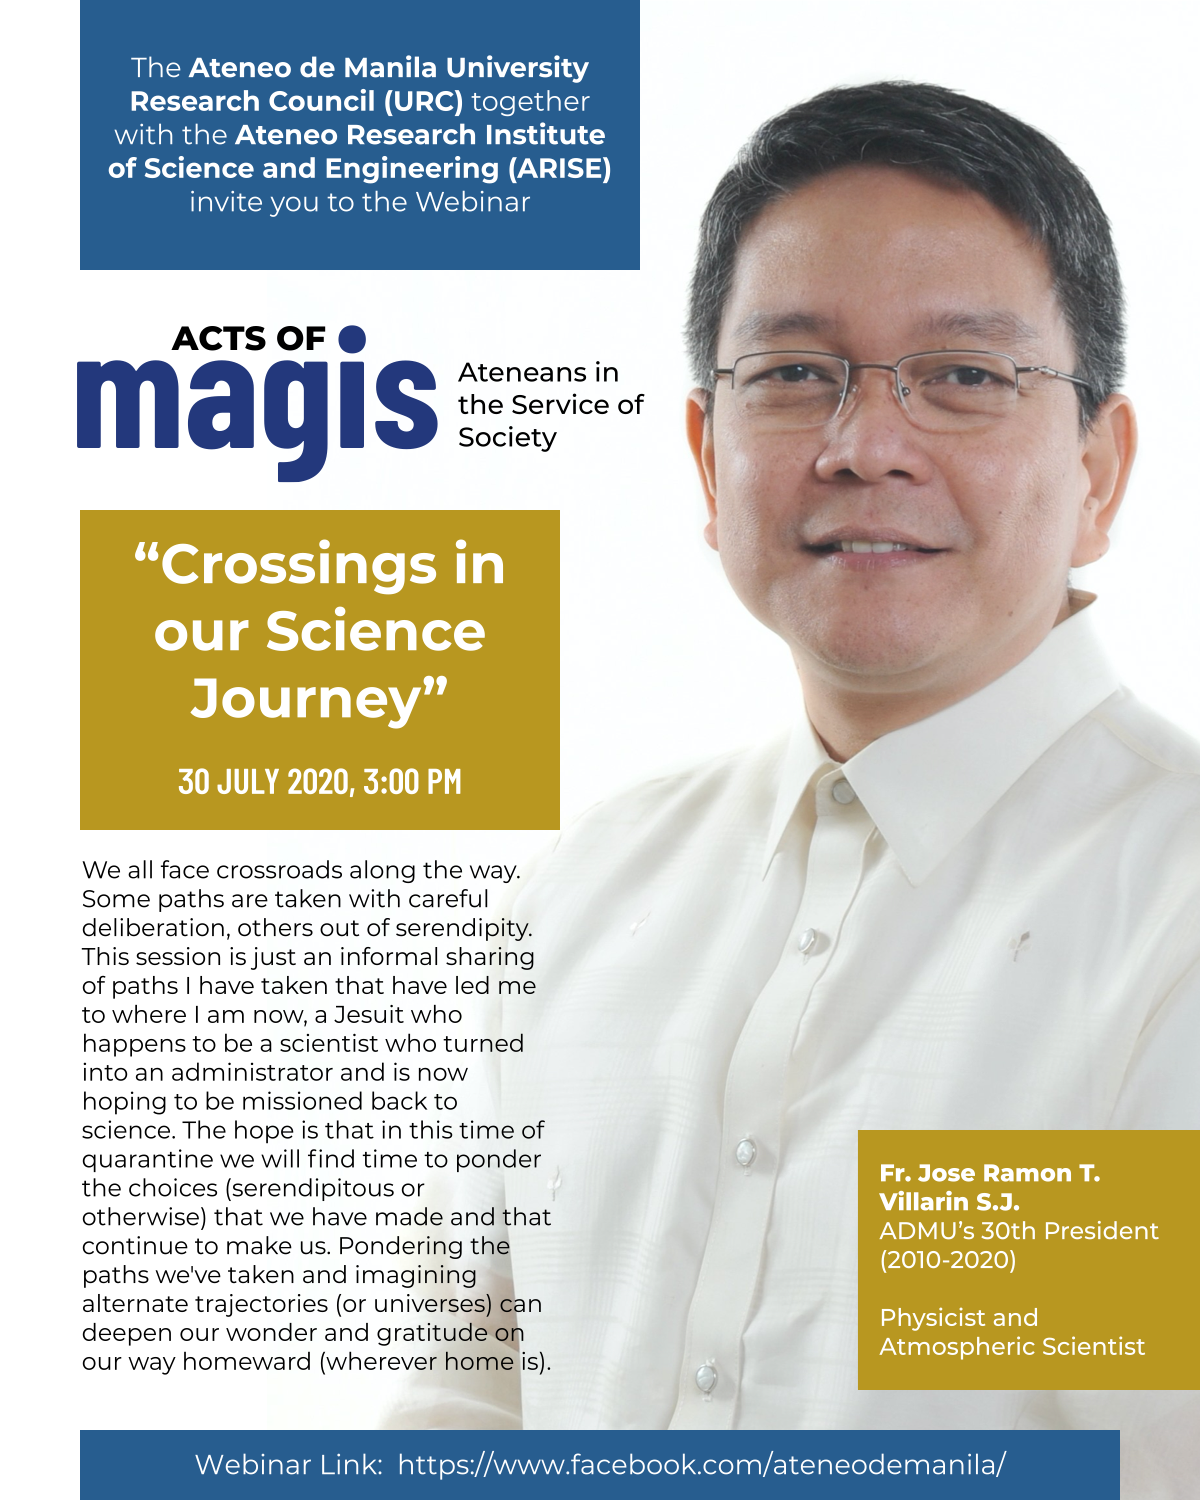 The Ateneo de Manila University
Research Council (URC) together
with the Ateneo Research Institute
of Science and Engineering (ARISE)
invite you to the Webinar
ACTS OF
magis
Ateneans in
the Service of
Society
“Crossings in
our Science
Journey”
30 JULY 2020, 3:00 PM
We all face crossroads along the way.
Some paths are taken with careful
deliberation, others out of serendipity.
This session is just an informal sharing
of paths I have taken that have led me
to where I am now, a Jesuit who
happens to be a scientist who turned
into an administrator and is now
hoping to be missioned back to
science. The hope is that in this time of
quarantine we will find time to ponder
the choices (serendipitous or
otherwise) that we have made and that
continue to make us. Pondering the
paths we've taken and imagining
alternate trajectories (or universes) can
deepen our wonder and gratitude on
our way homeward (wherever home is).
Fr. Jose Ramon T.
Villarin S.J.
ADMU’s 30th President
(2010-2020)
Physicist and
Atmospheric Scientist
Webinar Link: https://www.facebook.com/ateneodemanila/